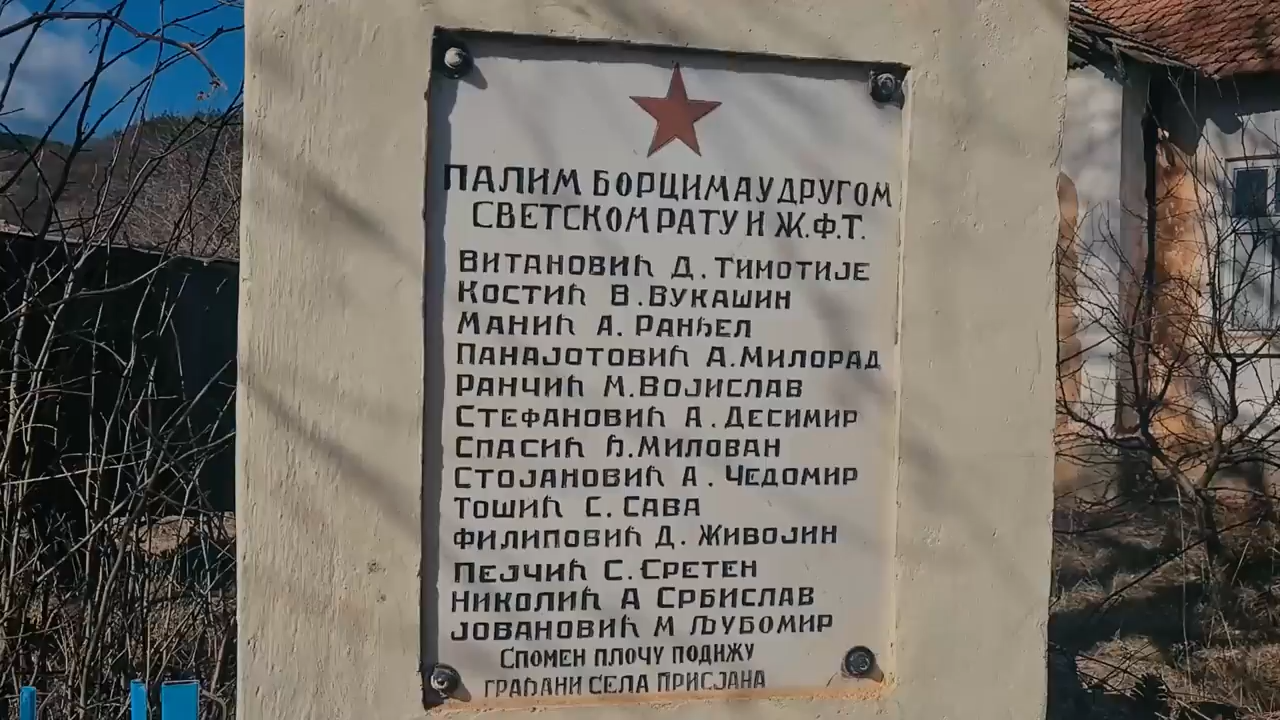 ПАЛИМ БОРЦИМА У ДРУГОМ
СВЕТСКОМ РАТУ И Ж.Ф.Т.
ВИТАНОВИЋ Д. ТИМОТИЈЕ
КОСТИЋ В. ВУКАШИН
МАНИЋ А. РАНЂЕЛ
ПАНАЈОТОВИЋ А. МИЛОРАД
РАНЧИЋ М. ВОЈИСЛАВ
СТЕФАНОВИЋ А. ДЕСИМИР
СПАСИЋ Ђ. МИЛОВАН
СТОЈАНОВИЋ А. ЧЕДОМИР
ТОШИЋ С. САВА
ФИЛИПОВИЋ Д. ЖИВОЈИН
ПЕЈЧИЋ С. СРЕТЕН
НИКОЛИЋ А СРБИСЛАВ
ЈОВАНОВИЋ М ЉУБОМИР
СПОМЕН ПЛОЧУ ПОДИЖУ
ГРАЂАНИ СЕЛА ПРИСЈАНА